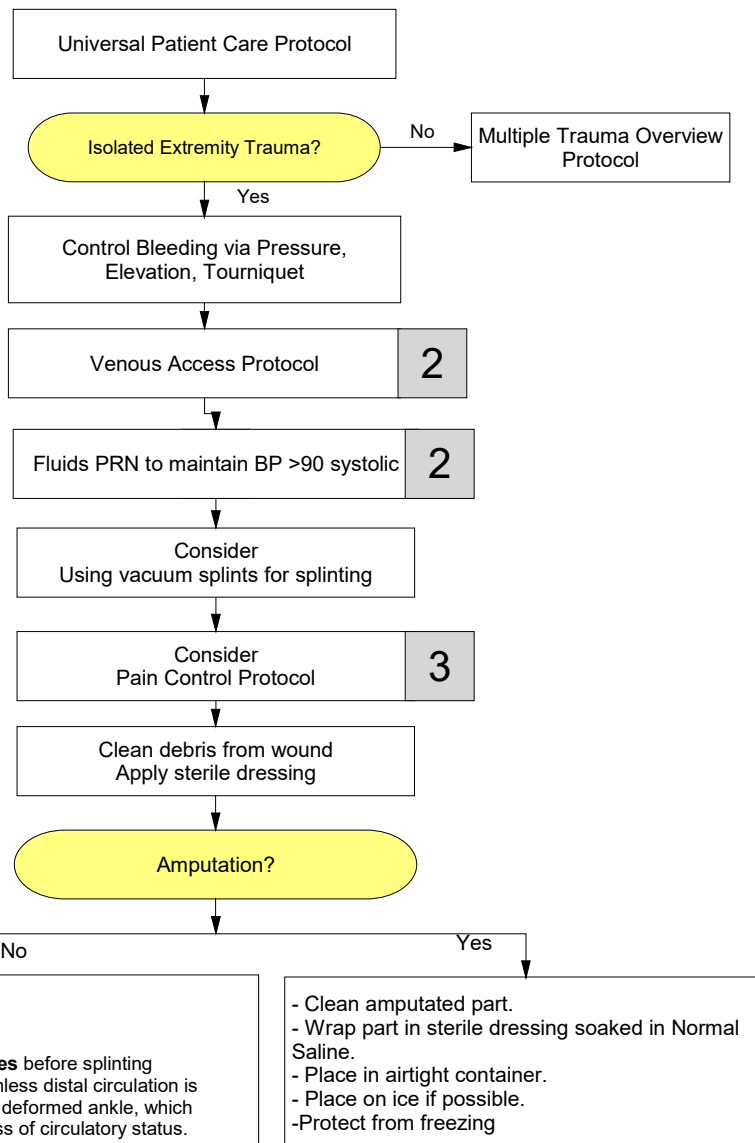 Universal Patient Care Protocol
Isolated Extremity Trauma?
No
Multiple Trauma Overview
Protocol
Yes
Control Bleeding via Pressure,
Elevation, Tourniquet
Venous Access Protocol
2
Fluids PRN to maintain BP >90 systolic
2
Consider
Using vacuum splints for splinting
Consider
Pain Control Protocol
3
Clean debris from wound
Apply sterile dressing
Amputation?
No
Yes
before splinting
distal circulation is
deformed ankle, which
of circulatory status.
- Clean amputated part.
- Wrap part in sterile dressing soaked in Normal
Saline.
- Place in airtight container.
- Place on ice if possible.
-Protect from freezing